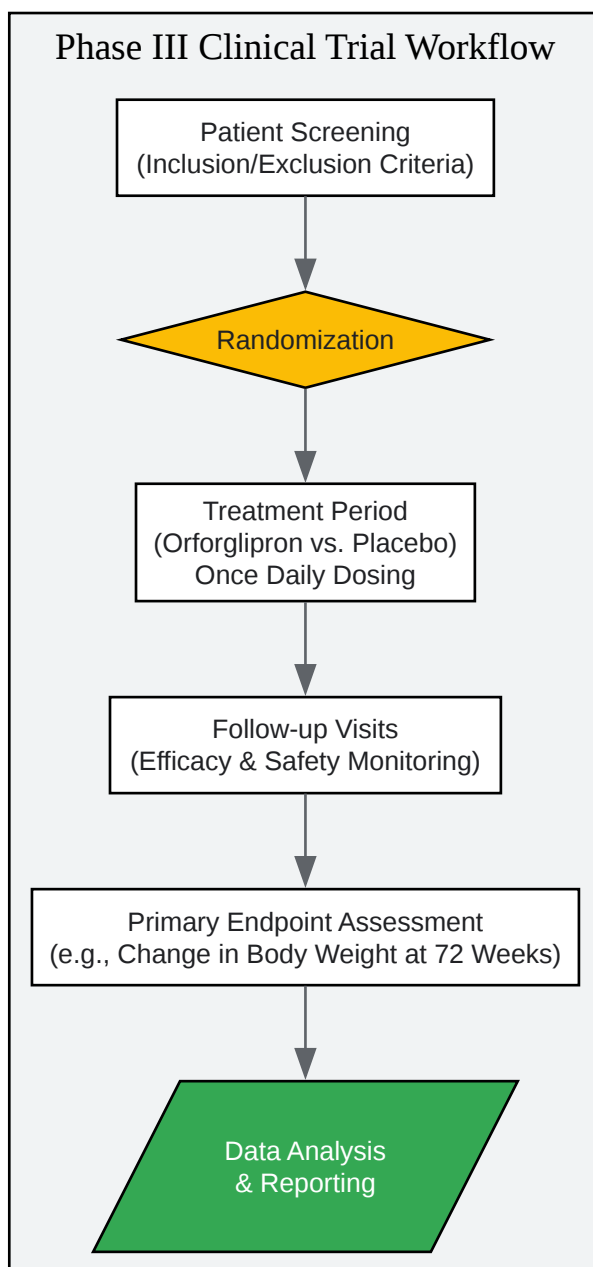 Phase III Clinical Trial Workflow
Patient Screening
(Inclusion/Exclusion Criteria)
Randomization
Treatment Period
(Orforglipron vs. Placebo)
Once Daily Dosing
Follow-up Visits
(Efficacy & Safety Monitoring)
Primary Endpoint Assessment
(e.g., Change in Body Weight at 72 Weeks)
Data Analysis
& Reporting